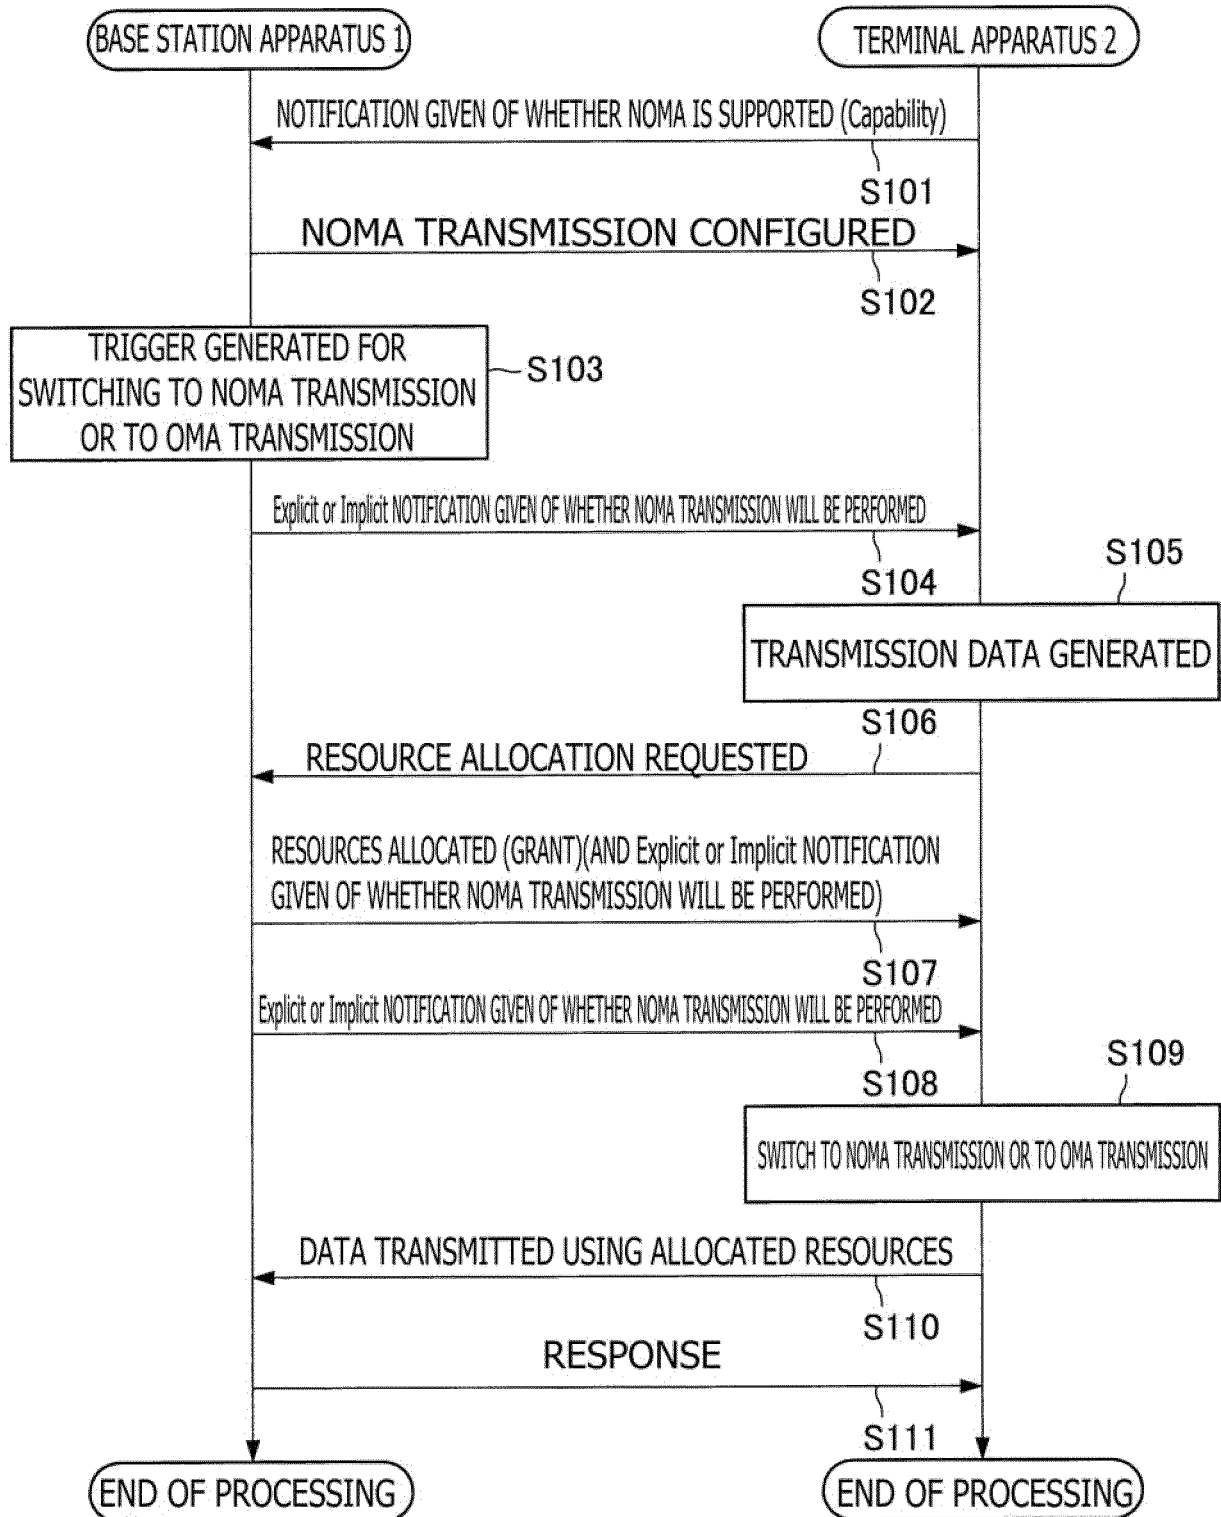 BASE STATION APPARATUS 1
TERMINAL APPARATUS 2
NOTIFICATION GIVEN OF WHETHER NOMA IS SUPPORTED (Capability)
S101
NOMA TRANSMISSION CONFIGURED
S102
TRIGGER GENERATED FOR
SWITCHING TO NOMA TRANSMISSION
OR TO OMA TRANSMISSION
S103
Explicit or Implicit NOTIFICATION GIVEN OF WHETHER NOMA TRANSMISSION WILL BE PERFORMED
S104
S105
TRANSMISSION DATA GENERATED
S106
RESOURCE ALLOCATION REQUESTED
RESOURCES ALLOCATED (GRANT)(AND Explicit or Implicit NOTIFICATION
GIVEN OF WHETHER NOMA TRANSMISSION WILL BE PERFORMED)
S107
Explicit or Implicit NOTIFICATION GIVEN OF WHETHER NOMA TRANSMISSION WILL BE PERFORMED
S108
S109
SWITCH TO NOMA TRANSMISSION OR TO OMA TRANSMISSION
DATA TRANSMITTED USING ALLOCATED RESOURCES
S110
RESPONSE
S111
END OF PROCESSING
END OF PROCESSING